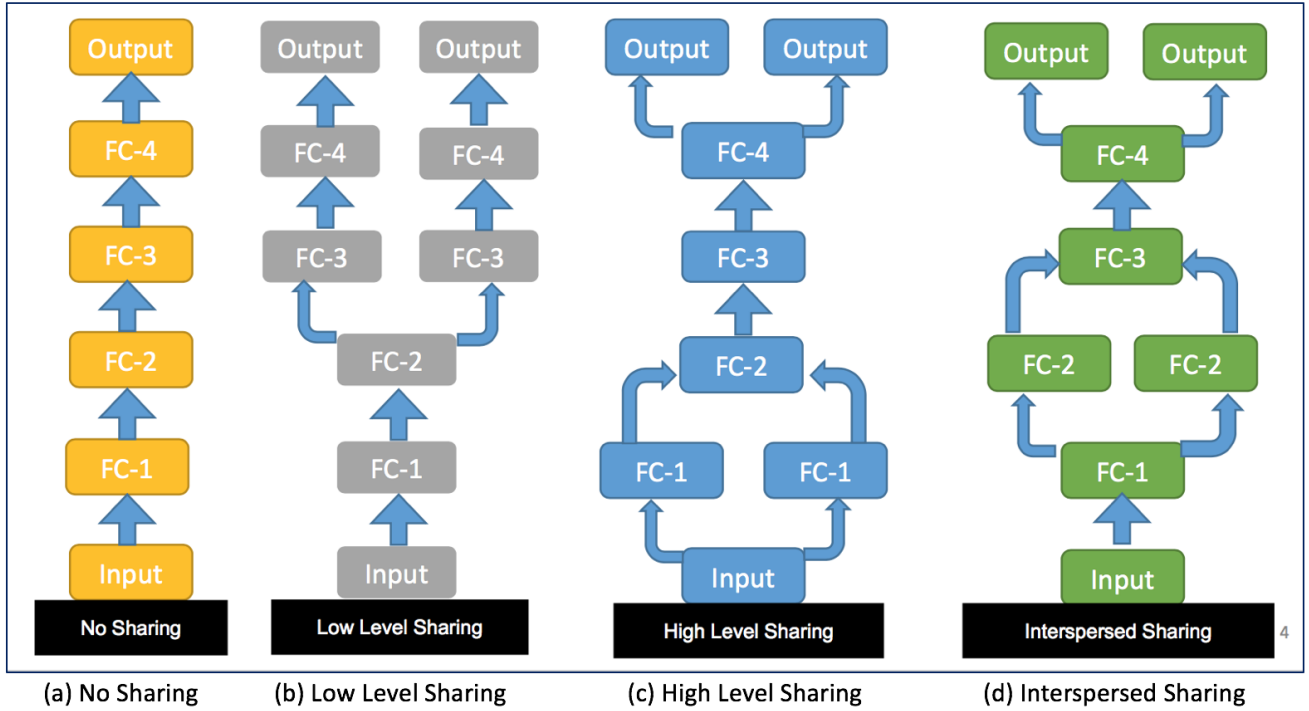 Output
FC-4
FC-3
FC-2
FC-1
Input
No Sharing
(a) No Sharing
Output Output
FC-4 FC-4
FC-3 FC-3
FC-2
FC-1
Input
Low Level Sharing
(b) Low Level Sharing
Output Output
FC-4
FC-3
FC-2
FC-1 FC-1
Input
High Level Sharing
(c) High Level Sharing
Output Output
FC-4
FC-3
FC-2 FC-2
FC-1
Input
Interspersed Sharing
4
(d) Interspersed Sharing